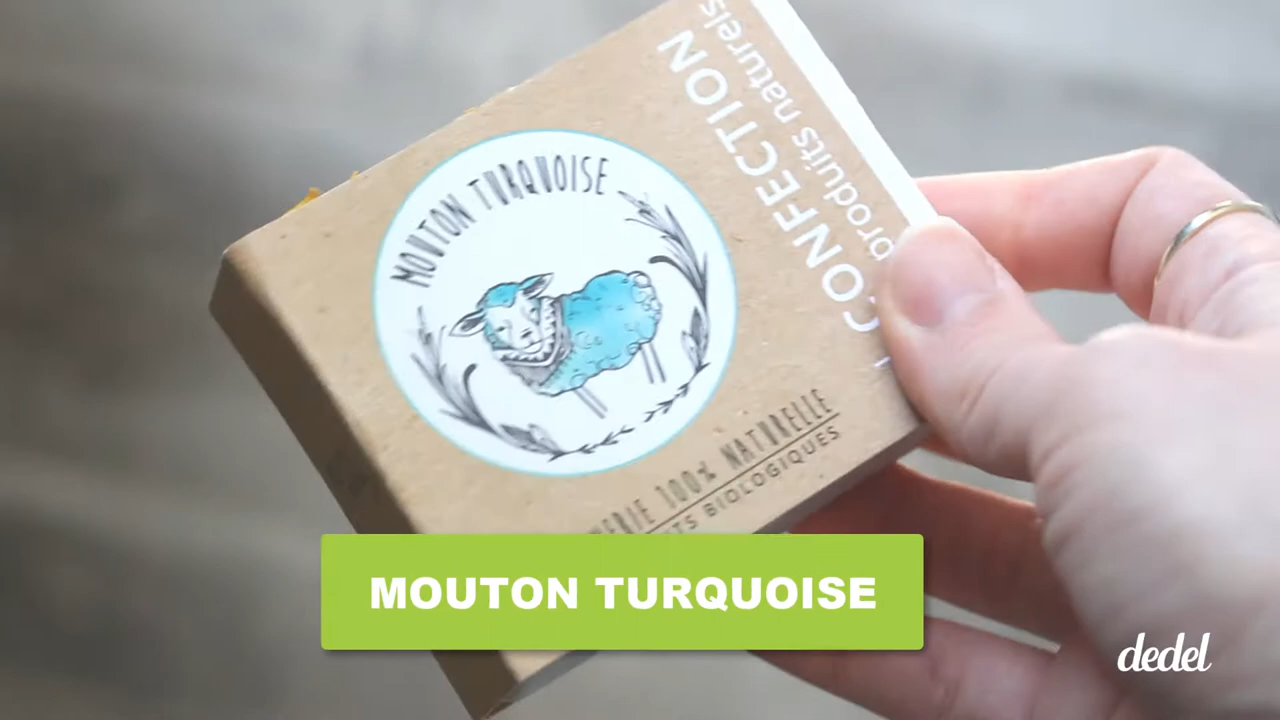 MOUTON TURQUOISE
CONFECTION
produits naturels
100% NATURELLE
BIOLOGIQUES
MOUTON TURQUOISE
dedel